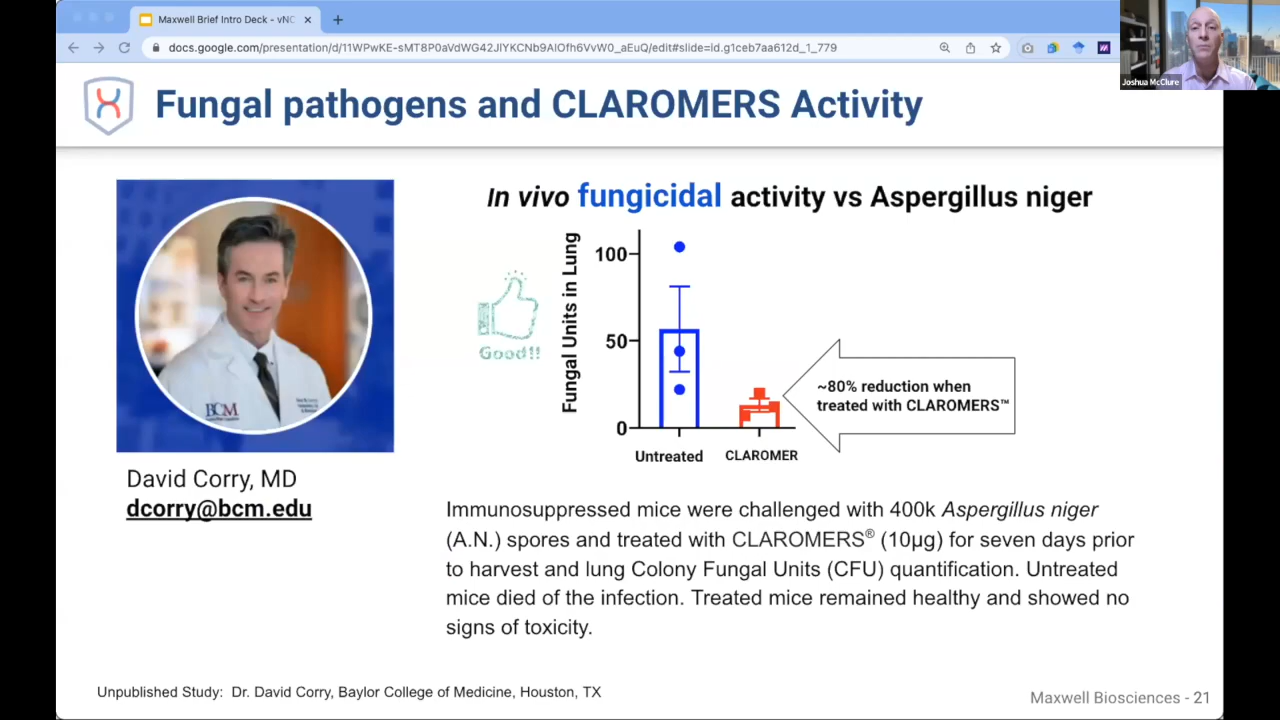 Maxwell Brief Intro Deck - vNC
docs.google.com/presentation/d/11WPwKE-sMT8P0aVdWG42JIYKCNb9AlOfh6VvW0_aEuQ/edit#slide=id.g1ceb7aa612d_1_779
Joshua McClure
Fungal pathogens and CLAROMERS Activity
In vivo fungicidal activity vs Aspergillus niger
Good!!
Fungal Units in Lung
100
50
0
Untreated
CLAROMER
~80% reduction when
treated with CLAROMERS™
BCM
David Corry, MD
dcorry@bcm.edu
Immunosuppressed mice were challenged with 400k Aspergillus niger
(A.N.) spores and treated with CLAROMERS® (10µg) for seven days prior
to harvest and lung Colony Fungal Units (CFU) quantification. Untreated
mice died of the infection. Treated mice remained healthy and showed no
signs of toxicity.
Unpublished Study: Dr. David Corry, Baylor College of Medicine, Houston, TX
Maxwell Biosciences - 21